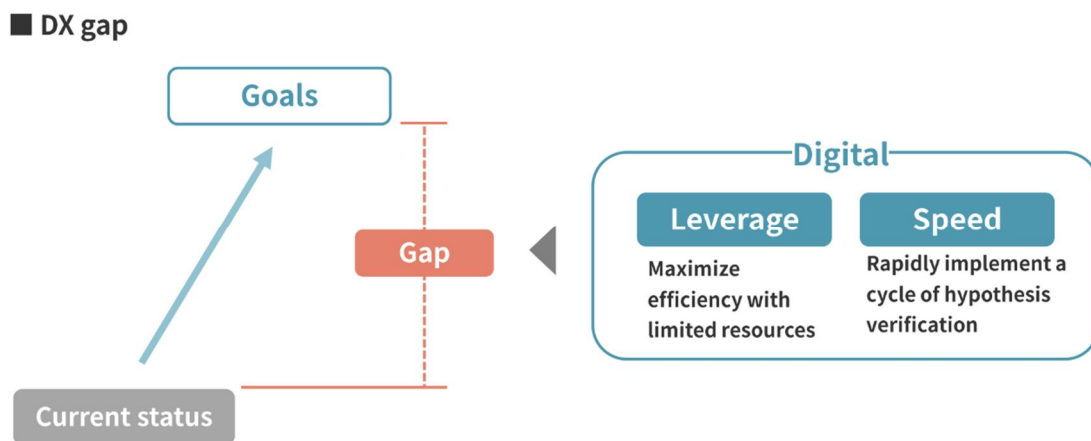 ■ DX gap
Goals
Gap
Current status
Digital
Leverage
Maximize
efficiency with
limited resources
Speed
Rapidly implement a
cycle of hypothesis
verification